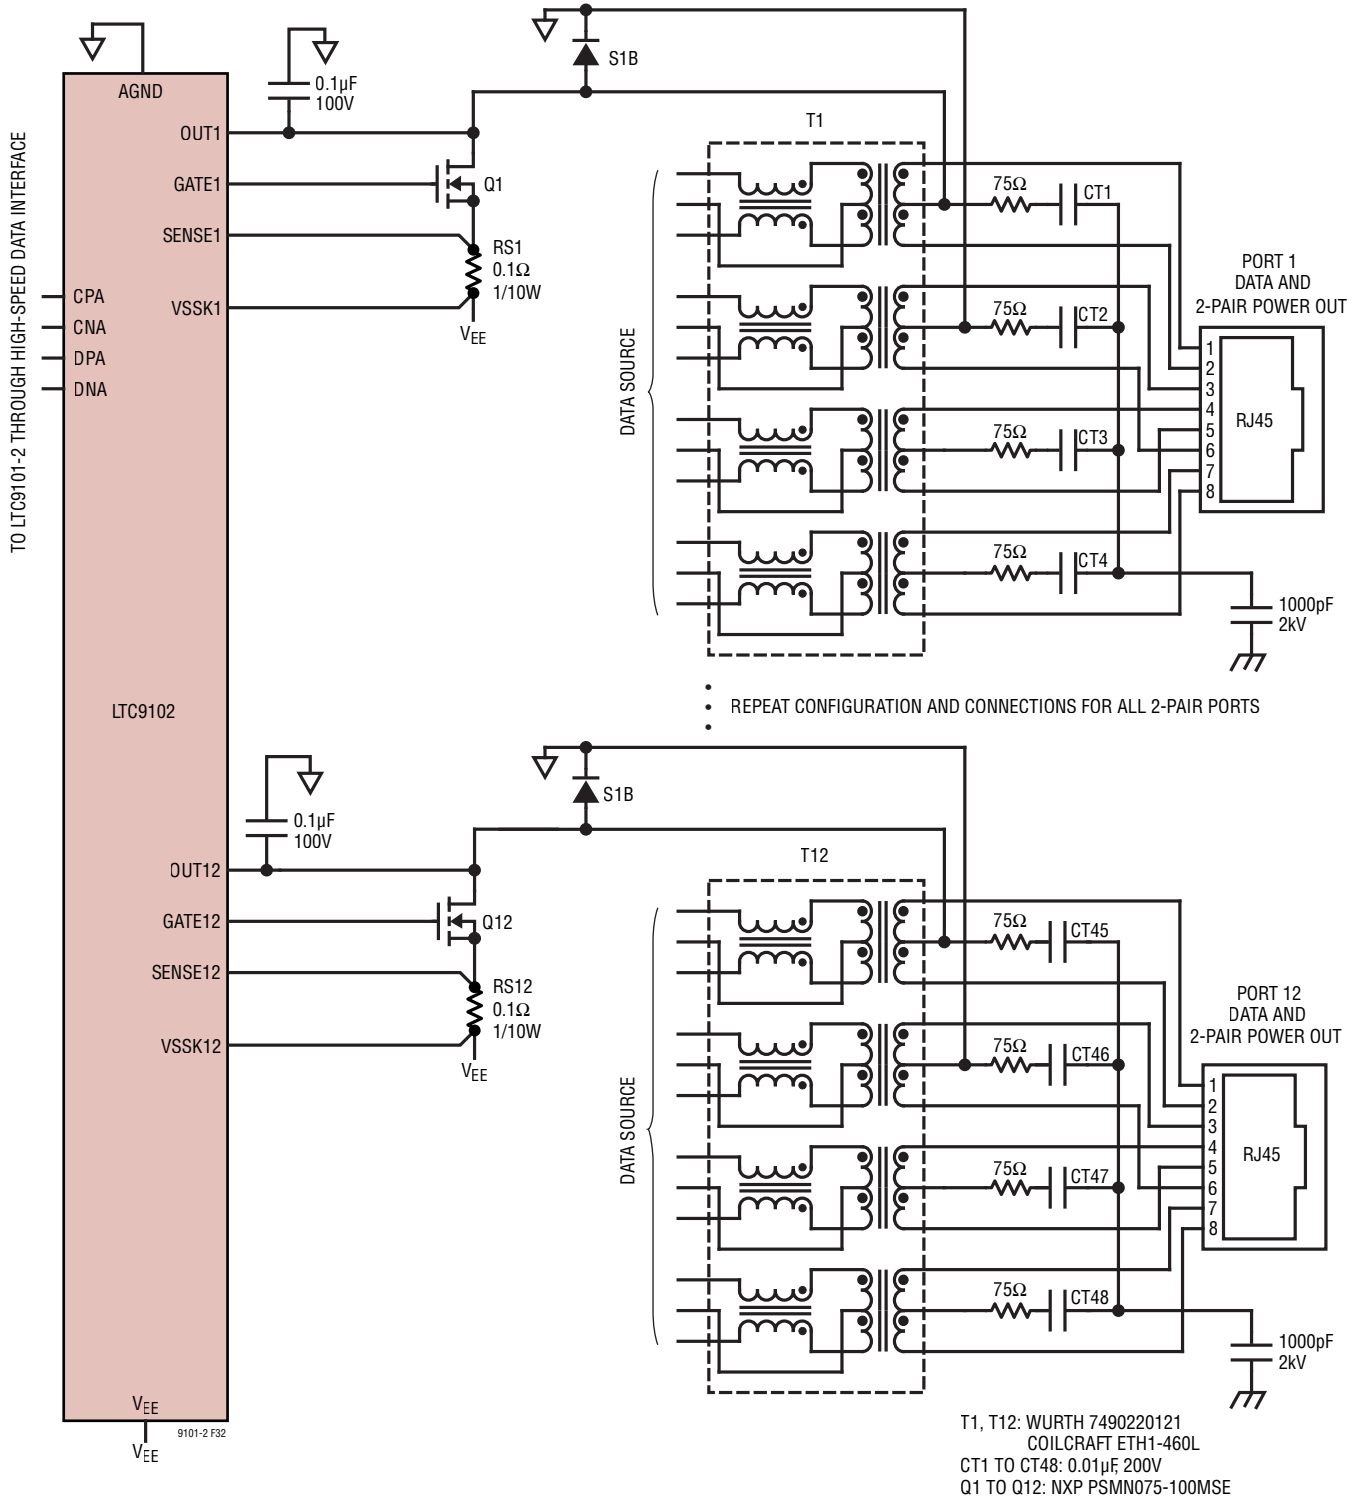 TO LTC9101-2 THROUGH HIGH-SPEED DATA INTERFACE
AGND
0.1µF
100V
OUT1
GATE1
SENSE1
VSSK1
CPA
CNA
DPA
DNA
Q1
RS1
0.1Ω
1/10W
VEE
S1B
T1
DATA SOURCE
75Ω
CT1
75Ω
CT2
75Ω
CT3
75Ω
CT4
PORT 1
DATA AND
2-PAIR POWER OUT
1
2
3
4
5
6
7
8
RJ45
1000pF
2kV
REPEAT CONFIGURATION AND CONNECTIONS FOR ALL 2-PAIR PORTS
LTC9102
0.1µF
100V
OUT12
GATE12
SENSE12
VSSK12
Q12
RS12
0.1Ω
1/10W
VEE
S1B
T12
DATA SOURCE
75Ω
CT45
75Ω
CT46
75Ω
CT47
75Ω
CT48
PORT 12
DATA AND
2-PAIR POWER OUT
1
2
3
4
5
6
7
8
RJ45
1000pF
2kV
VEE
VEE
9101-2 F32
T1, T12: WURTH 7490220121
COILCRAFT ETH1-460L
CT1 TO CT48: 0.01µF, 200V
Q1 TO Q12: NXP PSMN075-100MSE